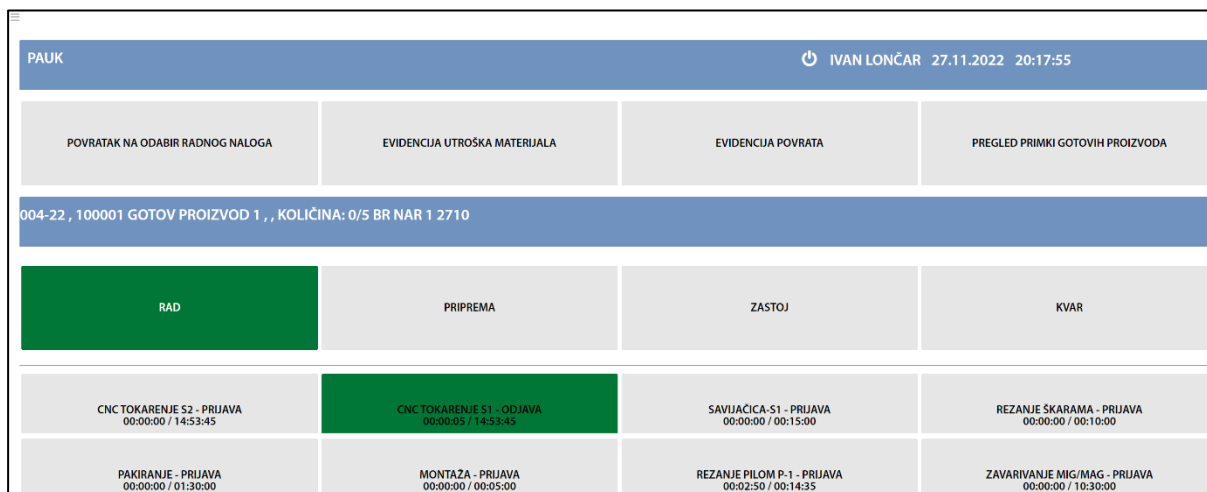 PAUK
IVAN LONČAR 27.11.2022 20:17:55
POVRATAK NA ODABIR RADNOG NALOGA
EVIDENCIJA UTROŠKA MATERIJALA
EVIDENCIJA POVRATA
PREGLED PRIMKI GOTOVIH PROIZVODA
004-22 , 100001 GOTOV PROIZVOD 1 , , KOLIČINA: 0/5 BR NAR 1 2710
RAD
PRIPREMA
ZASTOJ
KVAR
CNC TOKARENJE S2 - PRIJAVA
00:00:00 / 14:53:45
CNC TOKARENJE S1 - ODJAVA
00:00:05 / 14:53:45
SAVIJAČICA-S1 - PRIJAVA
00:00:00 / 00:15:00
REZANJE ŠKARAMA - PRIJAVA
00:00:00 / 00:10:00
PAKIRANJE - PRIJAVA
00:00:00 / 01:30:00
MONTAŽA - PRIJAVA
00:00:00 / 00:05:00
REZANJE PILOM P-1 - PRIJAVA
00:02:50 / 00:14:35
ZAVARIVANJE MIG/MAG - PRIJAVA
00:00:00 / 10:30:00